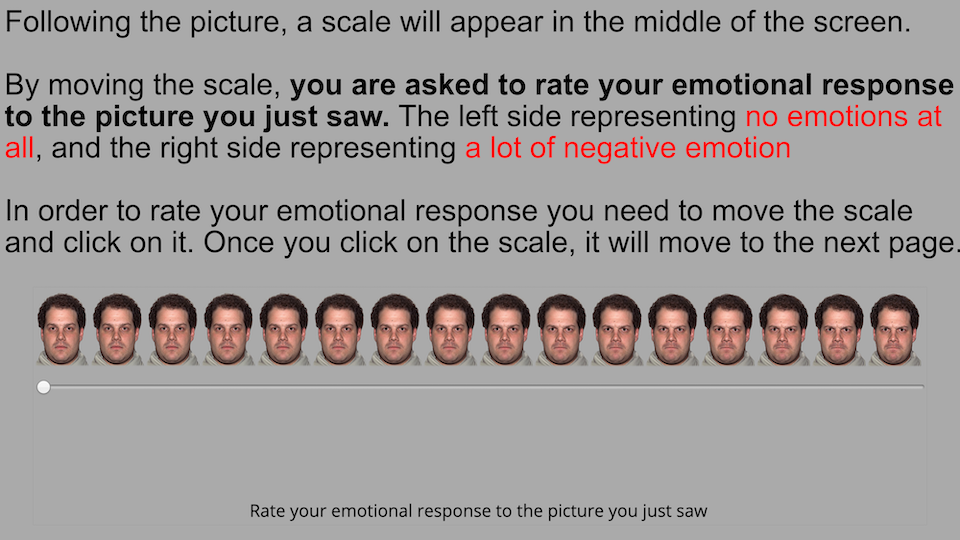 Following the picture, a scale will appear in the middle of the screen.
By moving the scale, you are asked to rate your emotional response
to the picture you just saw. The left side representing no emotions at
all, and the right side representing a lot of negative emotion
In order to rate your emotional response you need to move the scale
and click on it. Once you click on the scale, it will move to the next page.
Rate your emotional response to the picture you just saw